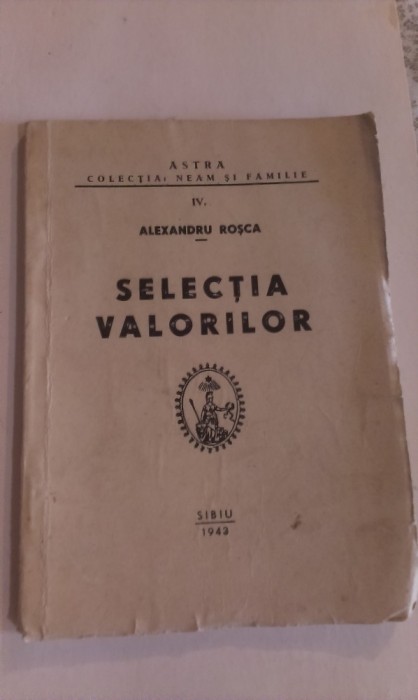 ASTRA
COLECȚIA: NEAM ȘI FAMILIE
IV.
ALEXANDRU ROȘCA
SELECȚIA
VALORILOR
SIBIU
1943